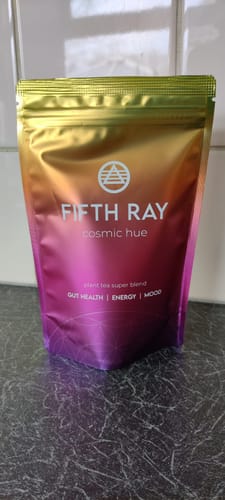 FIFTH RAY
cosmic hue
plant tea super blend
GUT HEALTH | ENERGY | MOOD